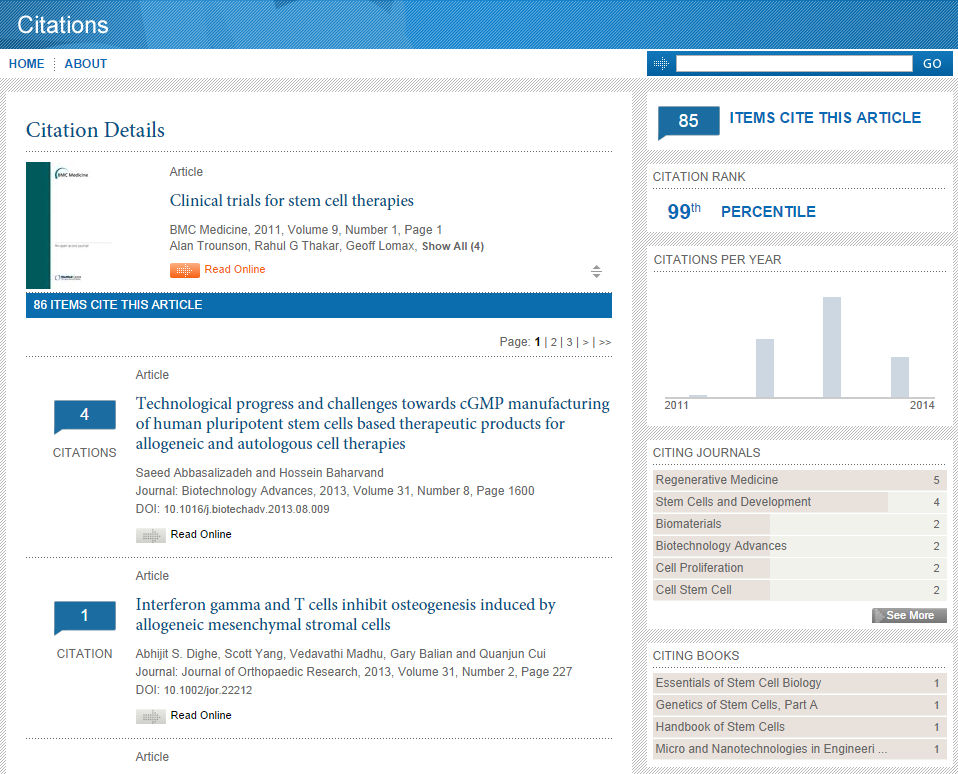 Citations
HOME
ABOUT
GO
Citation Details
BMC Medicine
Article
Clinical trials for stem cell therapies
BMC Medicine, 2011, Volume 9, Number 1, Page 1
Alan Trounson, Rahul G Thakar, Geoff Lomax, Show All (4)
Read Online
86 ITEMS CITE THIS ARTICLE
Page: 1 | 2 | 3 | > | >>
Article
4
CITATIONS
Technological progress and challenges towards cGMP manufacturing
of human pluripotent stem cells based therapeutic products for
allogeneic and autologous cell therapies
Saeed Abbasalizadeh and Hossein Baharvand
Journal: Biotechnology Advances, 2013, Volume 31, Number 8, Page 1600
DOI: 10.1016/j.biotechadv.2013.08.009
Read Online
Article
1
CITATION
Interferon gamma and T cells inhibit osteogenesis induced by
allogeneic mesenchymal stromal cells
Abhijit S. Dighe, Scott Yang, Vedavathi Madhu, Gary Balian and Quanjun Cui
Journal: Journal of Orthopaedic Research, 2013, Volume 31, Number 2, Page 227
DOI: 10.1002/jor.22212
Read Online
Article
85 ITEMS CITE THIS ARTICLE
CITATION RANK
99th PERCENTILE
CITATIONS PER YEAR
2011 2014
CITING JOURNALS
Regenerative Medicine 5
Stem Cells and Development 4
Biomaterials 2
Biotechnology Advances 2
Cell Proliferation 2
Cell Stem Cell 2
See More
CITING BOOKS
Essentials of Stem Cell Biology 1
Genetics of Stem Cells, Part A 1
Handbook of Stem Cells 1
Micro and Nanotechnologies in Engineeri ... 1